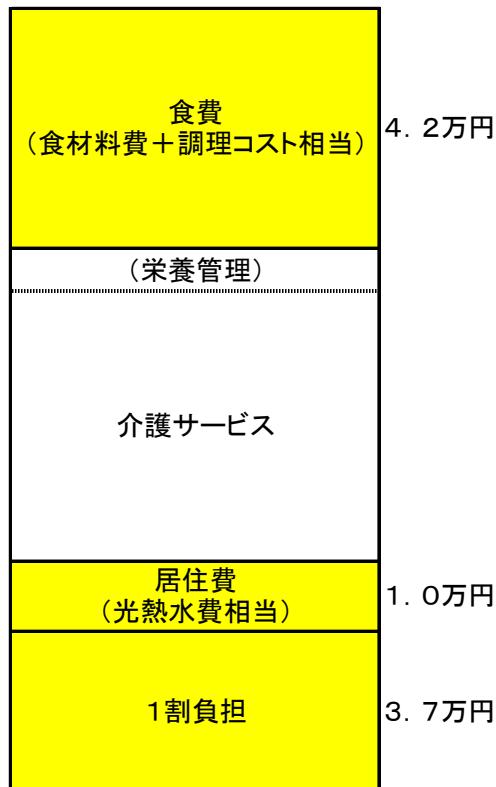 食費
（食材料費＋調理コスト相当）
４．２万円
（栄養管理）
介護サービス
居住費
（光熱水費相当）
１．０万円
１割負担
３．７万円